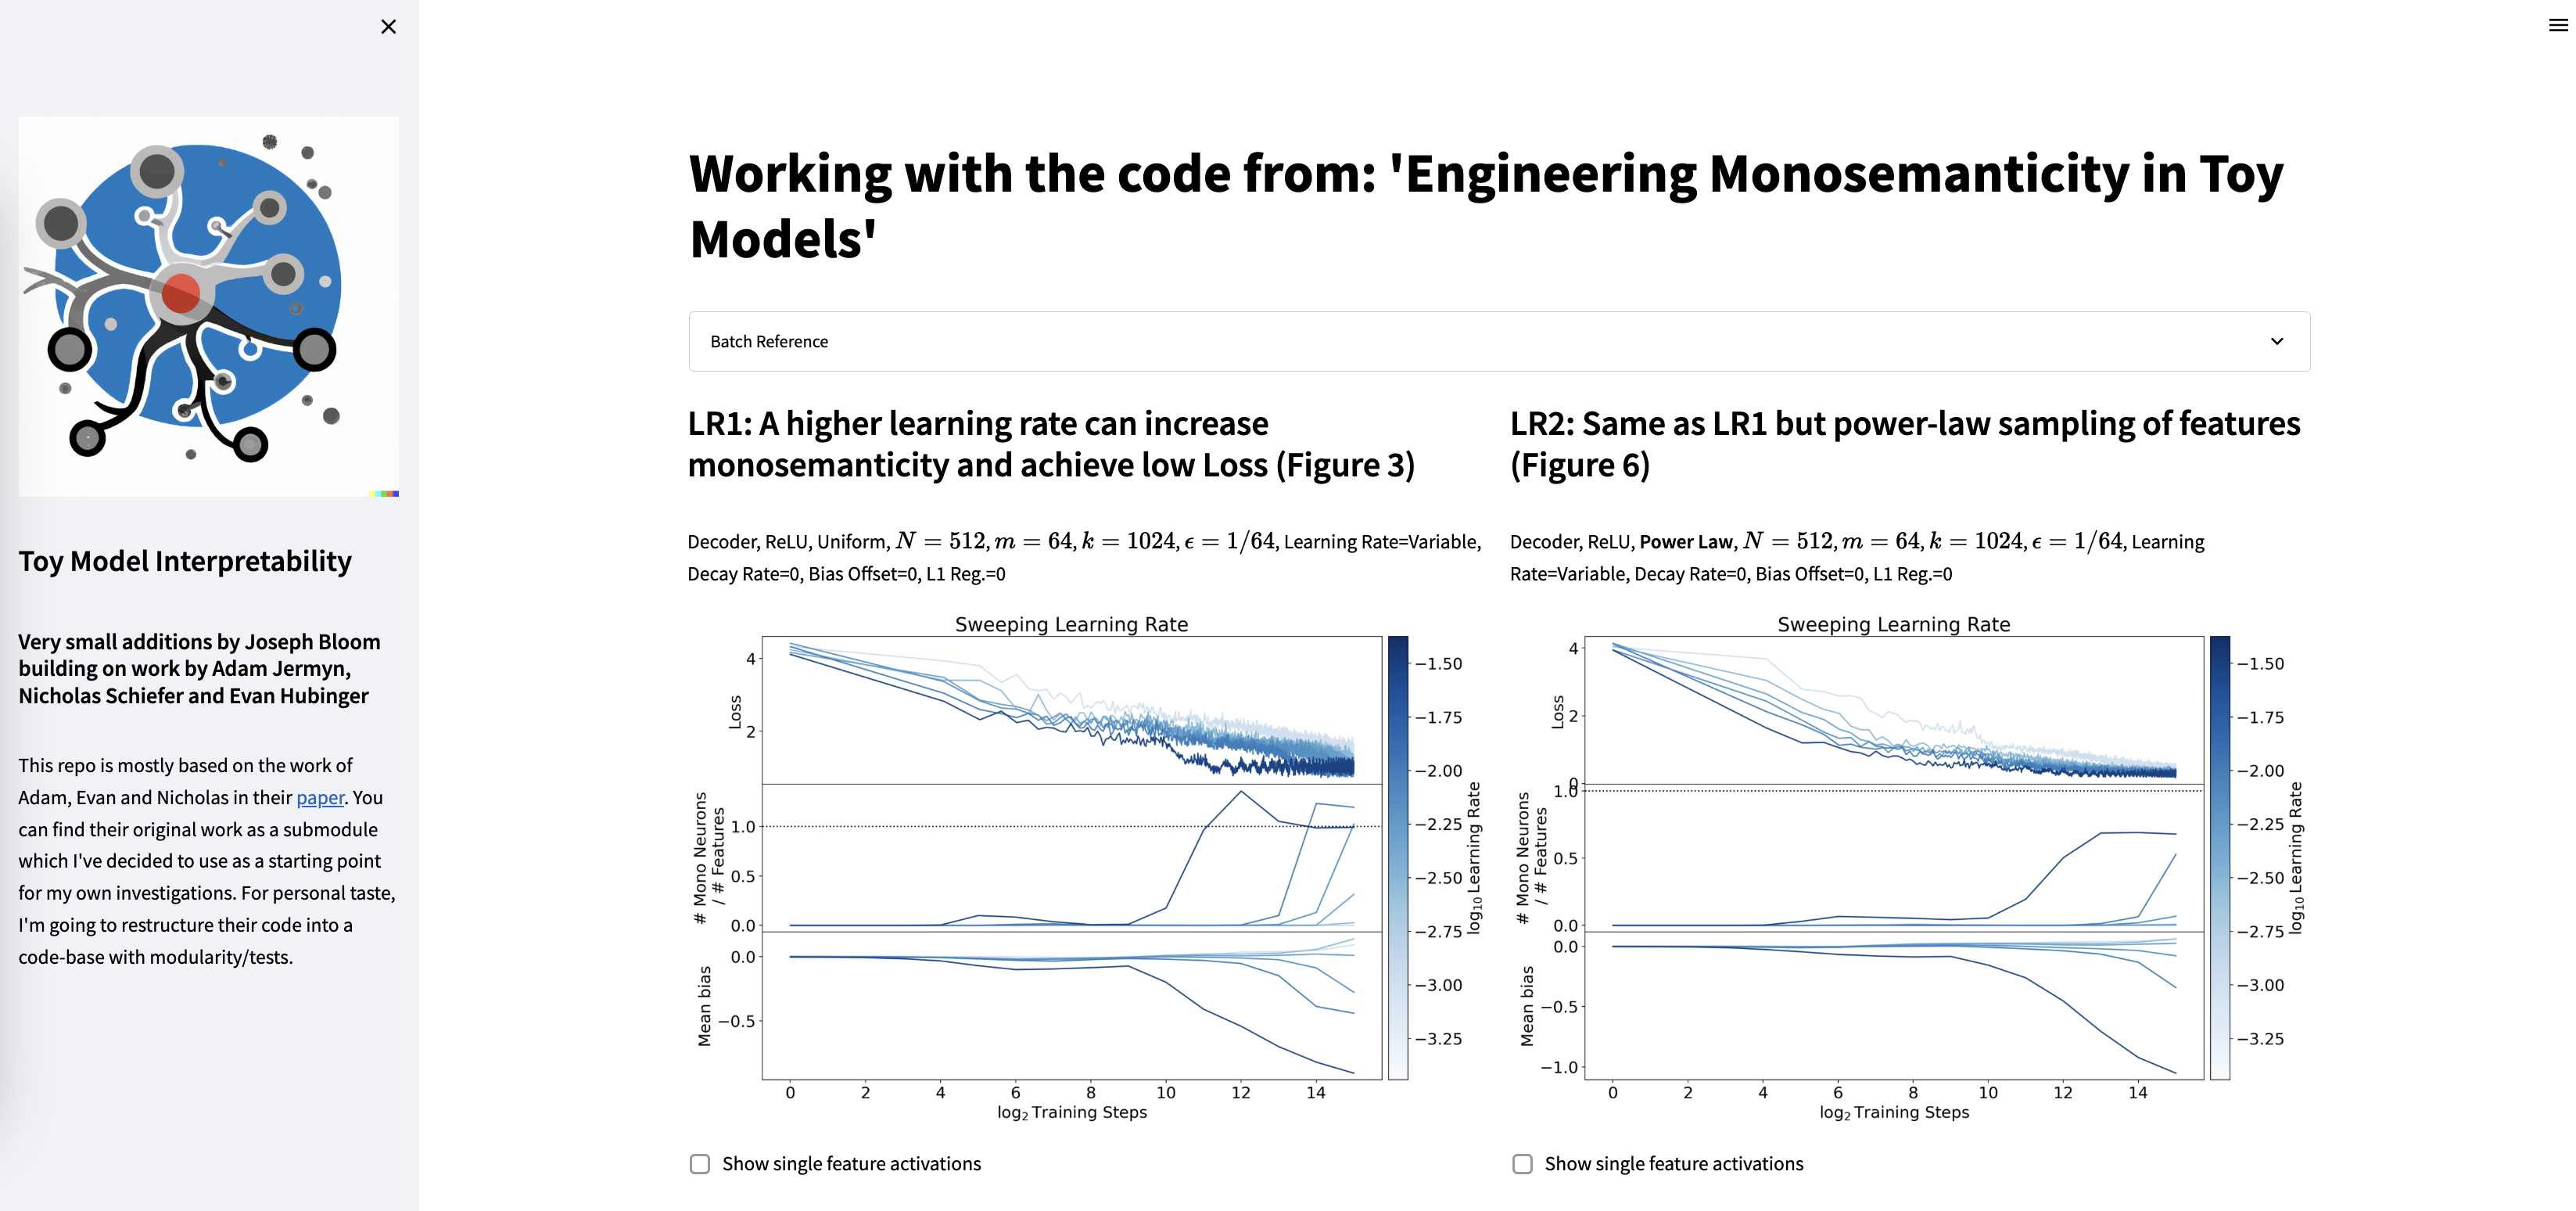 Toy Model Interpretability
Very small additions by Joseph Bloom
building on work by Adam Jermyn,
Nicholas Schiefer and Evan Hubinger
This repo is mostly based on the work of
Adam, Evan and Nicholas in their paper. You
can find their original work as a submodule
which I've decided to use as a starting point
for my own investigations. For personal taste,
I'm going to restructure their code into a
code-base with modularity/tests.
Working with the code from: 'Engineering Monosemanticity in Toy
Models'
Batch Reference
LR1: A higher learning rate can increase
monosemanticity and achieve low Loss (Figure 3)
Decoder, ReLU, Uniform, N = 512, m = 64, k = 1024, ϵ = 1/64, Learning Rate=Variable,
Decay Rate=0, Bias Offset=0, L1 Reg.=0
Sweeping Learning Rate
Loss
4
2
# Mono Neurons
/ # Features
1.0
0.5
0.0
Mean bias
0.0
−0.5
0 2 4 6 8 10 12 14
log₂ Training Steps
−1.50
−1.75
−2.00
−2.25
−2.50
−2.75
−3.00
−3.25
log₁₀ Learning Rate
Show single feature activations
LR2: Same as LR1 but power-law sampling of features
(Figure 6)
Decoder, ReLU, Power Law, N = 512, m = 64, k = 1024, ϵ = 1/64, Learning
Rate=Variable, Decay Rate=0, Bias Offset=0, L1 Reg.=0
Sweeping Learning Rate
Loss
4
2
0
# Mono Neurons
/ # Features
1.0
0.5
0.0
Mean bias
0.0
−0.5
−1.0
0 2 4 6 8 10 12 14
log₂ Training Steps
−1.50
−1.75
−2.00
−2.25
−2.50
−2.75
−3.00
−3.25
log₁₀ Learning Rate
Show single feature activations